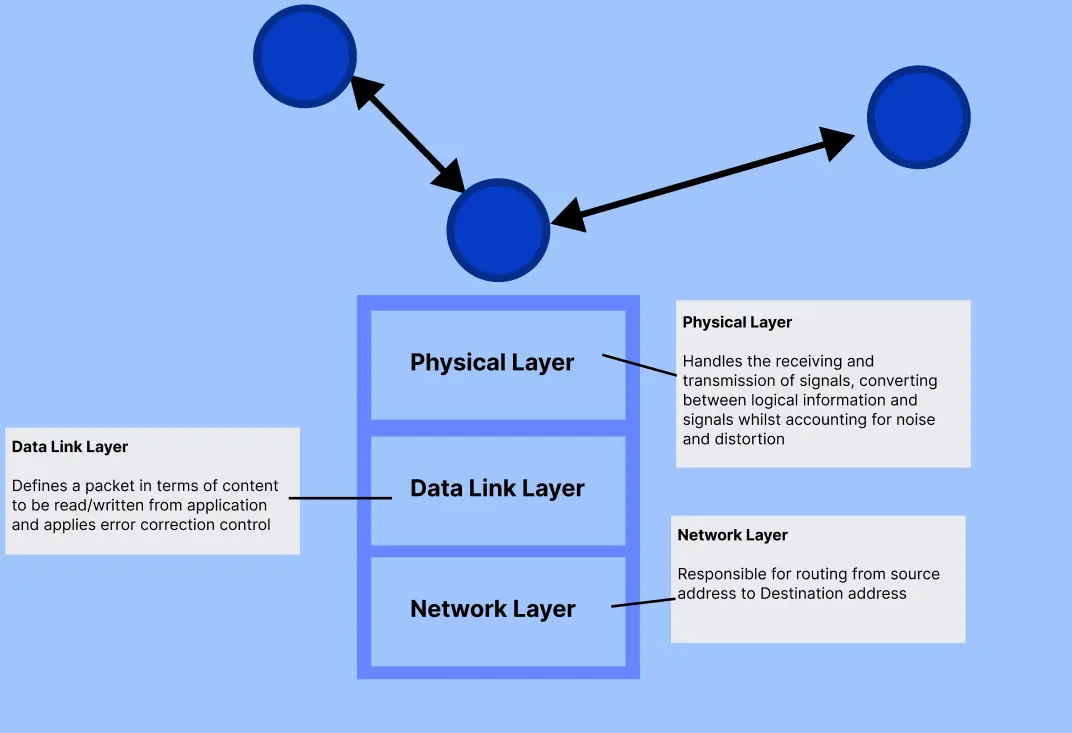 Physical Layer
Physical Layer
Handles the receiving and
transmission of signals, converting
between logical information and
signals whilst accounting for noise
and distortion
Data Link Layer
Defines a packet in terms of content
to be read/written from application
and applies error correction control
Data Link Layer
Network Layer
Responsible for routing from source
address to Destination address
Network Layer